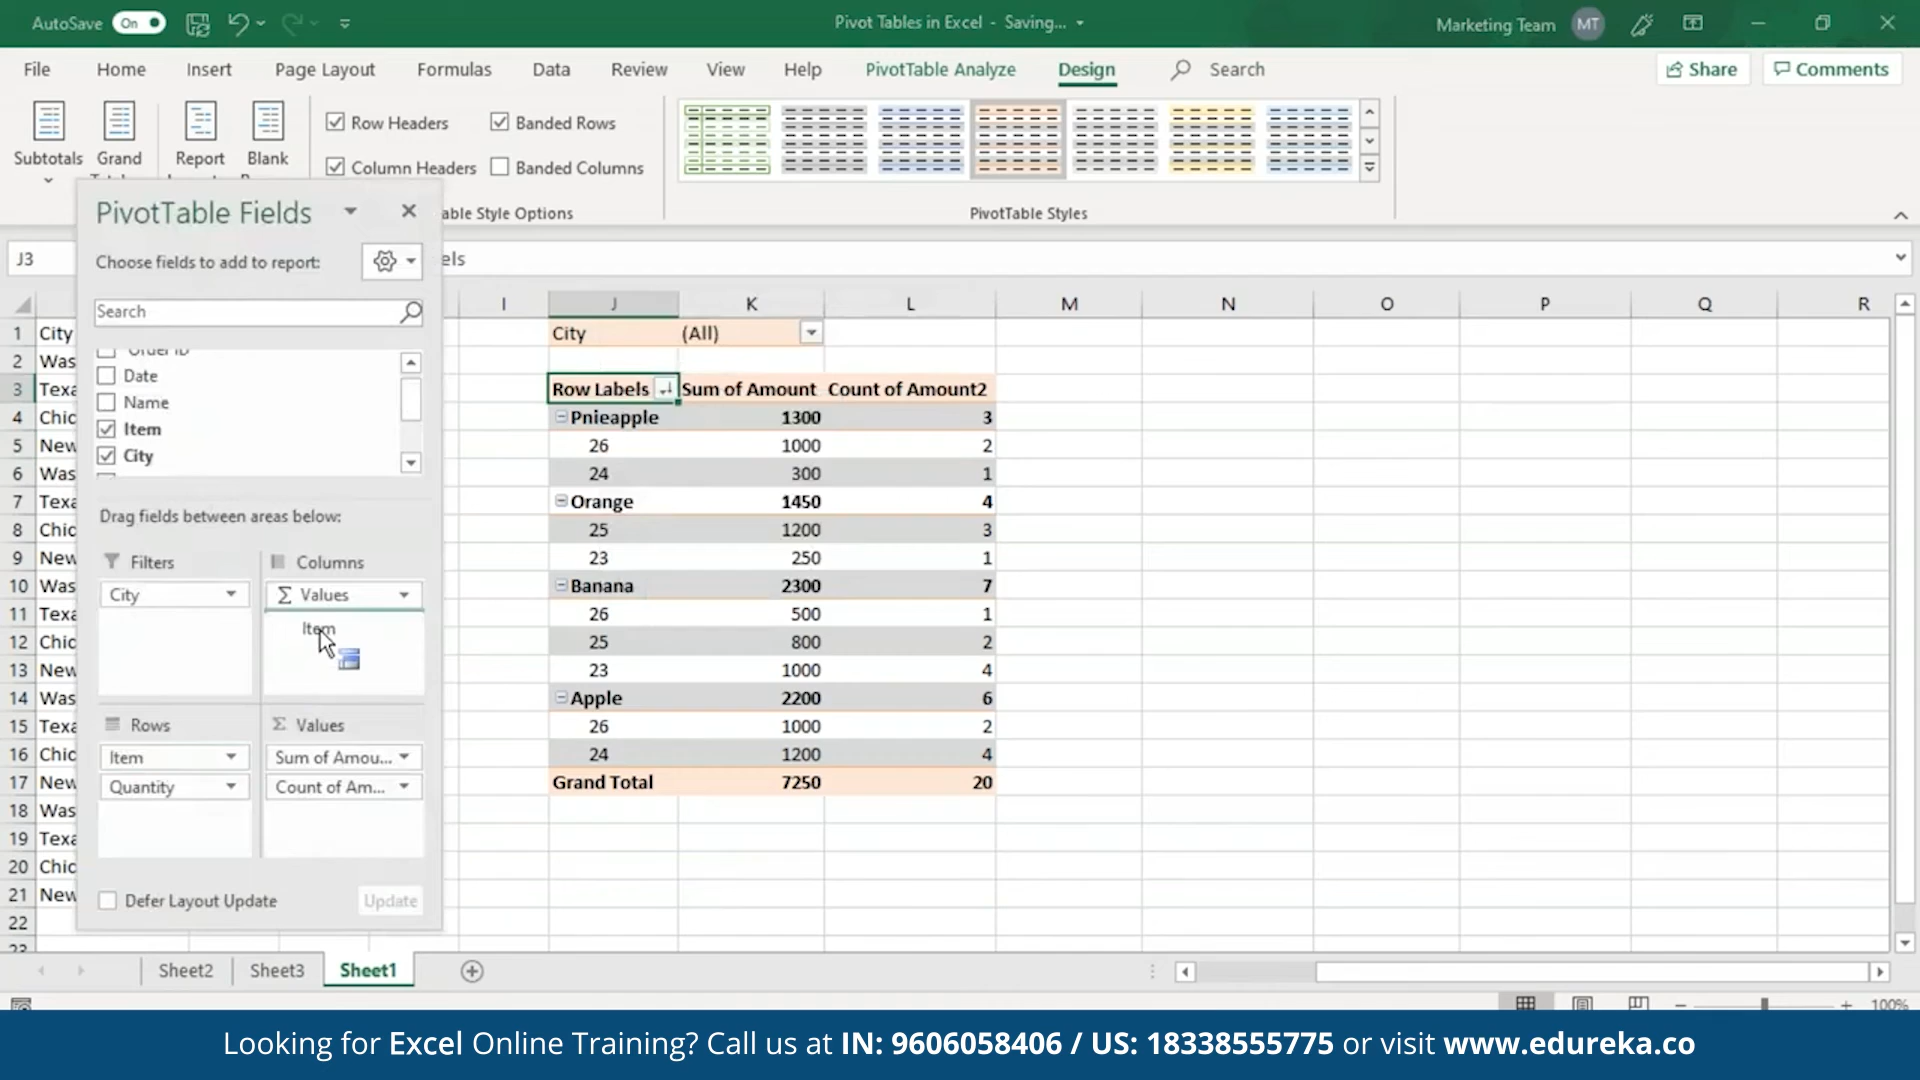 AutoSave On Pivot Tables in Excel - Saving... Marketing Team MT
File Home Insert Page Layout Formulas Data Review View Help PivotTable Analyze Design Search Share Comments
Subtotals Grand Report Blank
Row Headers Banded Rows
Column Headers Banded Columns
able Style Options PivotTable Styles
PivotTable Fields
Choose fields to add to report:
Search
Order ID
Date
Name
Item
City
Drag fields between areas below:
Filters Columns
City Σ Values
Item
Rows Σ Values
Item Sum of Amou...
Quantity Count of Am...
Defer Layout Update Update
J3 els
I J K L M N O P Q R
1 City City (All)
2 Was
3 Texa Row Labels Sum of Amount Count of Amount2
4 Chic Pnieapple 1300 3
5 New 26 1000 2
6 Was 24 300 1
7 Texa Orange 1450 4
8 Chic 25 1200 3
9 New 23 250 1
10 Was Banana 2300 7
11 Texa 26 500 1
12 Chic 25 800 2
13 New 23 1000 4
14 Was Apple 2200 6
15 Texa 26 1000 2
16 Chic 24 1200 4
17 New Grand Total 7250 20
18 Was
19 Texa
20 Chic
21 New
22
23
Sheet2 Sheet3 Sheet1
100%
Looking for Excel Online Training? Call us at IN: 9606058406 / US: 18338555775 or visit www.edureka.co